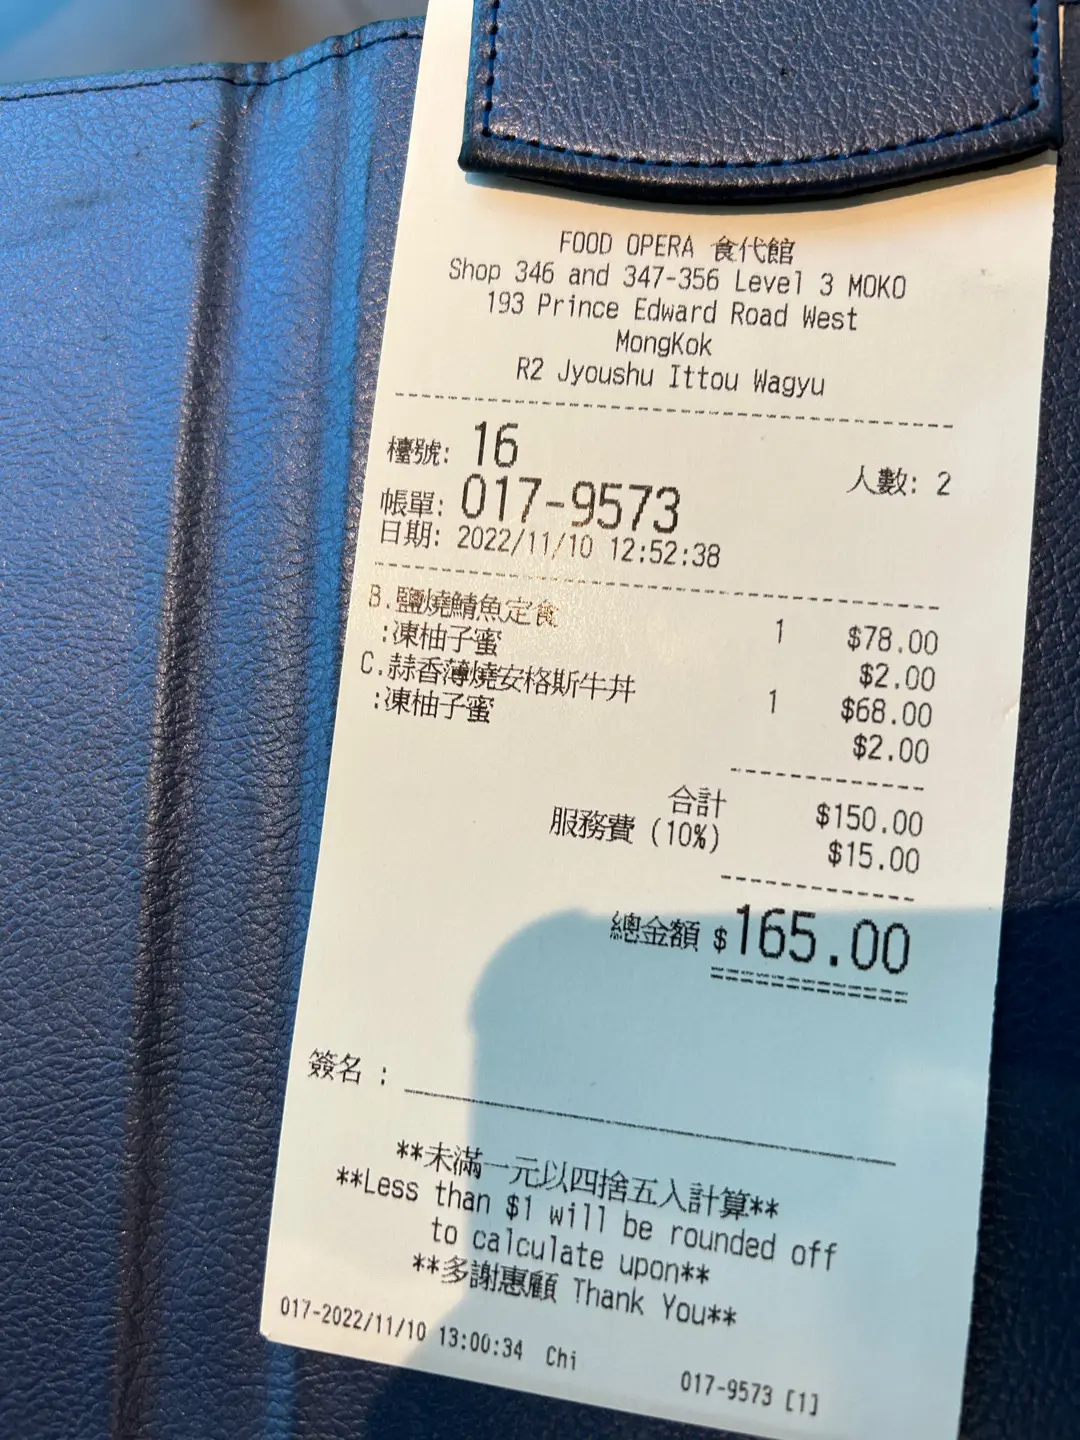 FOOD OPERA 食代館
Shop 346 and 347-356 Level 3 MOKO
193 Prince Edward Road West
MongKok
R2 Jyoushu Ittou Wagyu
檯號: 16 人數: 2
帳單: 017-9573
日期: 2022/11/10 12:52:38
B.鹽燒鯖魚定食 1 $78.00
:凍柚子蜜 $2.00
C.蒜香薄燒安格斯牛丼 1 $68.00
:凍柚子蜜 $2.00
合計 $150.00
服務費 (10%) $15.00
總金額 $165.00
簽名 :
**未滿一元以四捨五入計算**
**Less than $1 will be rounded off
to calculate upon**
**多謝惠顧 Thank You**
017-2022/11/10 13:00:34 Chi 017-9573 [1]